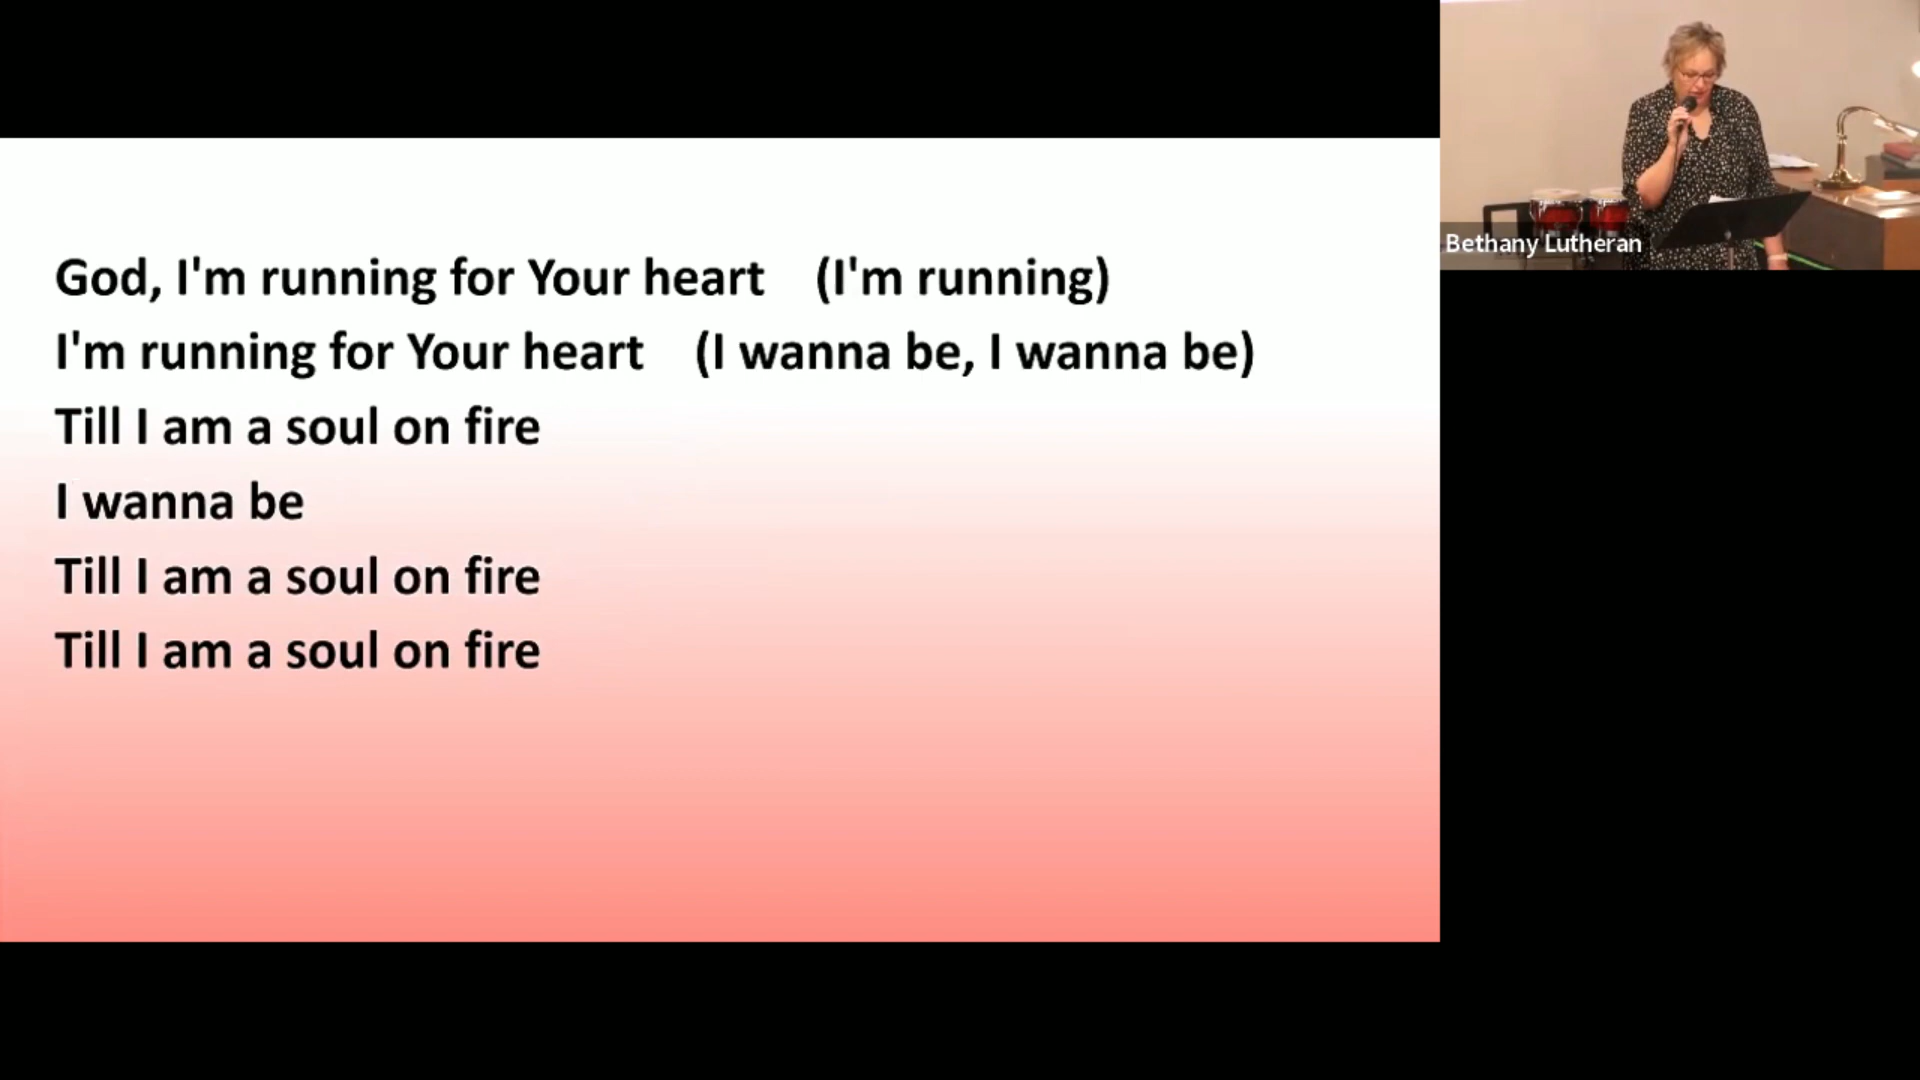 God, I'm running for Your heart (I'm running)
I'm running for Your heart (I wanna be, I wanna be)
Till I am a soul on fire
I wanna be
Till I am a soul on fire
Till I am a soul on fire
Bethany Lutheran